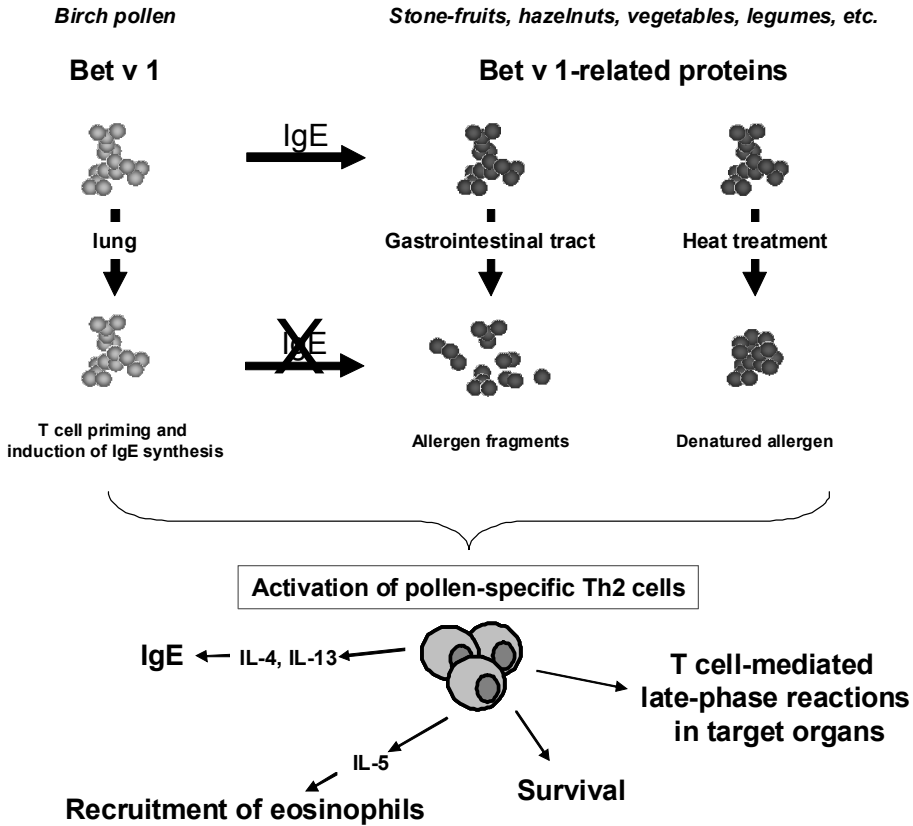 Birch pollen
Stone-fruits, hazelnuts, vegetables, legumes, etc.
Bet v 1
Bet v 1-related proteins
IgE
lung
Gastrointestinal tract
Heat treatment
IgE
T cell priming and
induction of IgE synthesis
Allergen fragments
Denatured allergen
Activation of pollen-specific Th2 cells
IgE
IL-4, IL-13
T cell-mediated
late-phase reactions
in target organs
IL-5
Survival
Recruitment of eosinophils